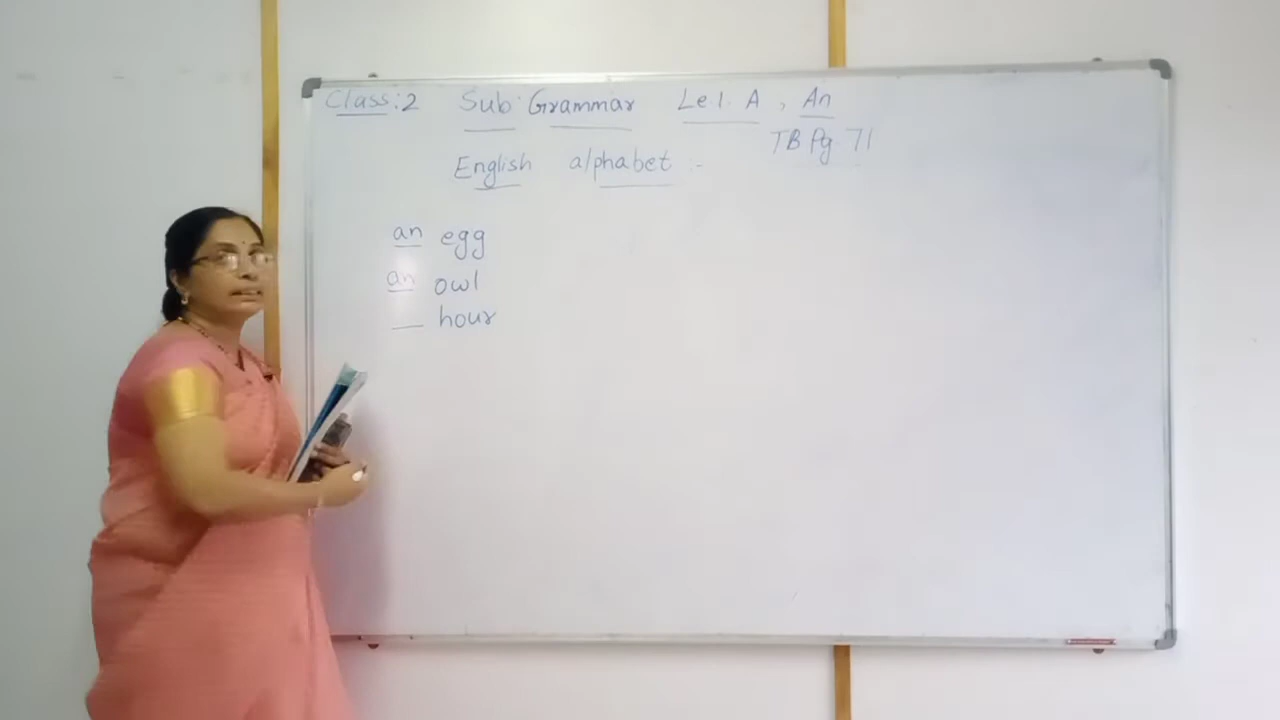 Class:2 Sub: Grammar Le.1. A, An
TB Pg 71
English alphabet :-
an egg
an owl
__ hour